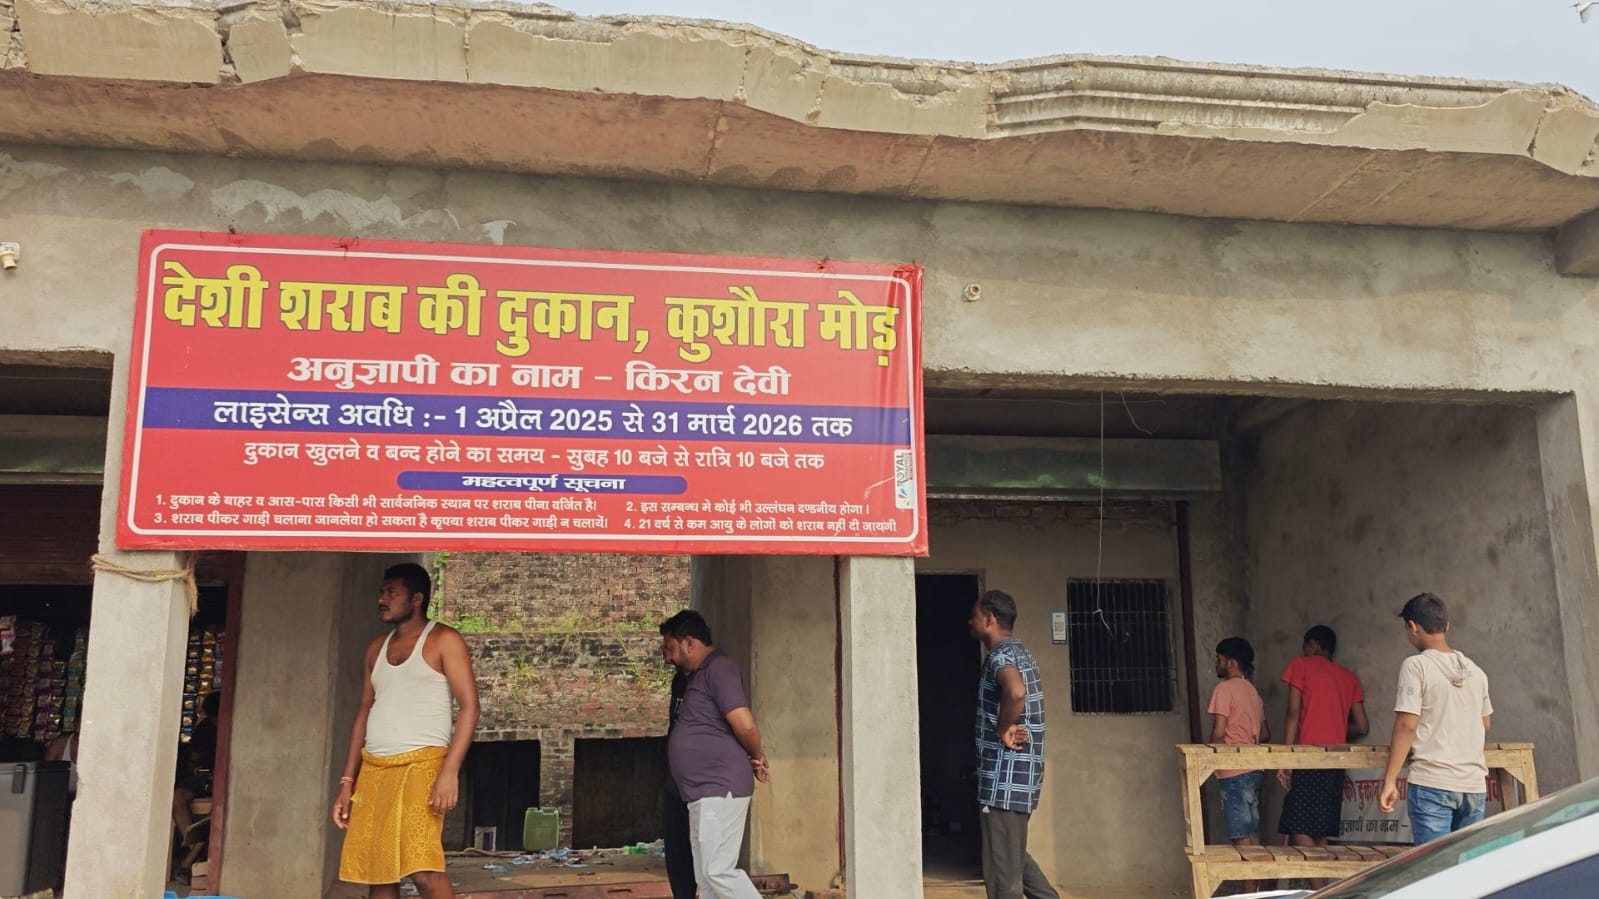 देशी शराब की दुकान, कुशौरा मोड़
अनुज्ञापी का नाम - किरन देवी
लाइसेन्स अवधि :- 1 अप्रैल 2025 से 31 मार्च 2026 तक
दुकान खुलने व बन्द होने का समय - सुबह 10 बजे से रात्रि 10 बजे तक
महत्वपूर्ण सूचना
1. दुकान के बाहर व आस-पास किसी भी सार्वजनिक स्थान पर शराब पीना वर्जित है।
2. इस सम्बन्ध मे कोई भी उल्लंघन दण्डनीय होगा।
3. शराब पीकर गाड़ी चलाना जानलेवा हो सकता है कृपया शराब पीकर गाड़ी न चलायें।
4. 21 वर्ष से कम आयु के लोगों को शराब नहीं दी जायेगी
ROYAL
की दुकान
का नाम -